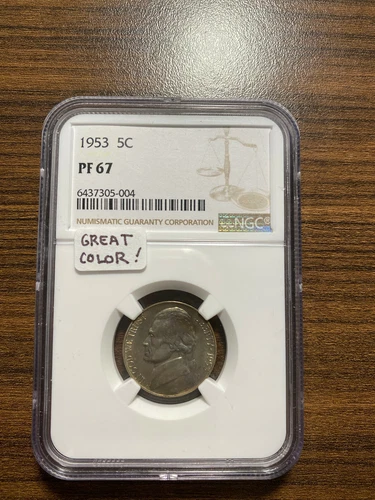 1953 5C
PF 67
6437305-004
NUMISMATIC GUARANTY CORPORATION
NGC®
GREAT
COLOR!